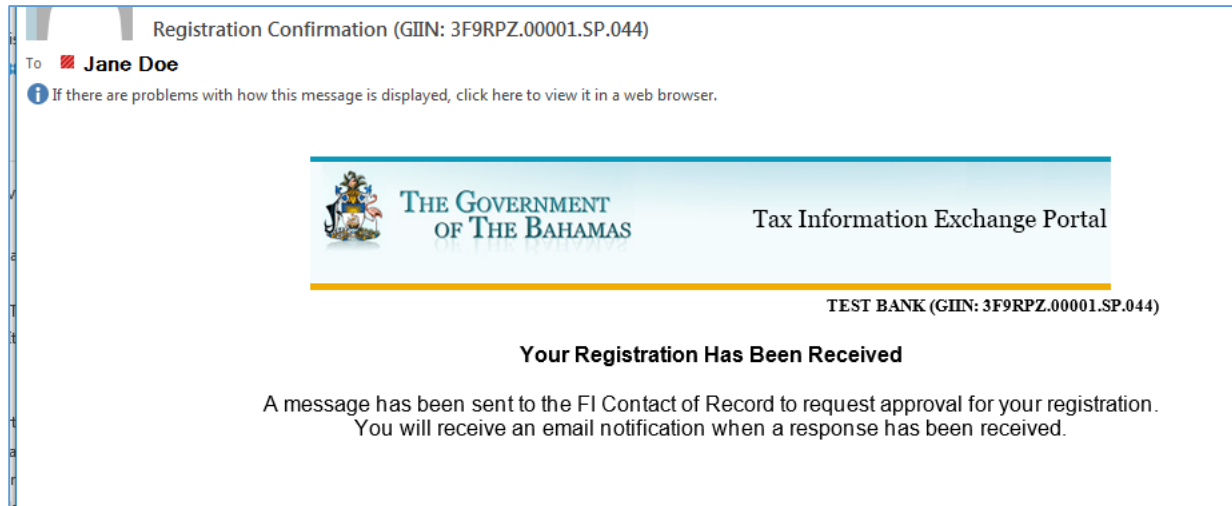 Registration Confirmation (GIIN: 3F9RPZ.00001.SP.044)
To Jane Doe
If there are problems with how this message is displayed, click here to view it in a web browser.
THE GOVERNMENT
OF THE BAHAMAS
Tax Information Exchange Portal
TEST BANK (GIIN: 3F9RPZ.00001.SP.044)
Your Registration Has Been Received
A message has been sent to the FI Contact of Record to request approval for your registration.
You will receive an email notification when a response has been received.